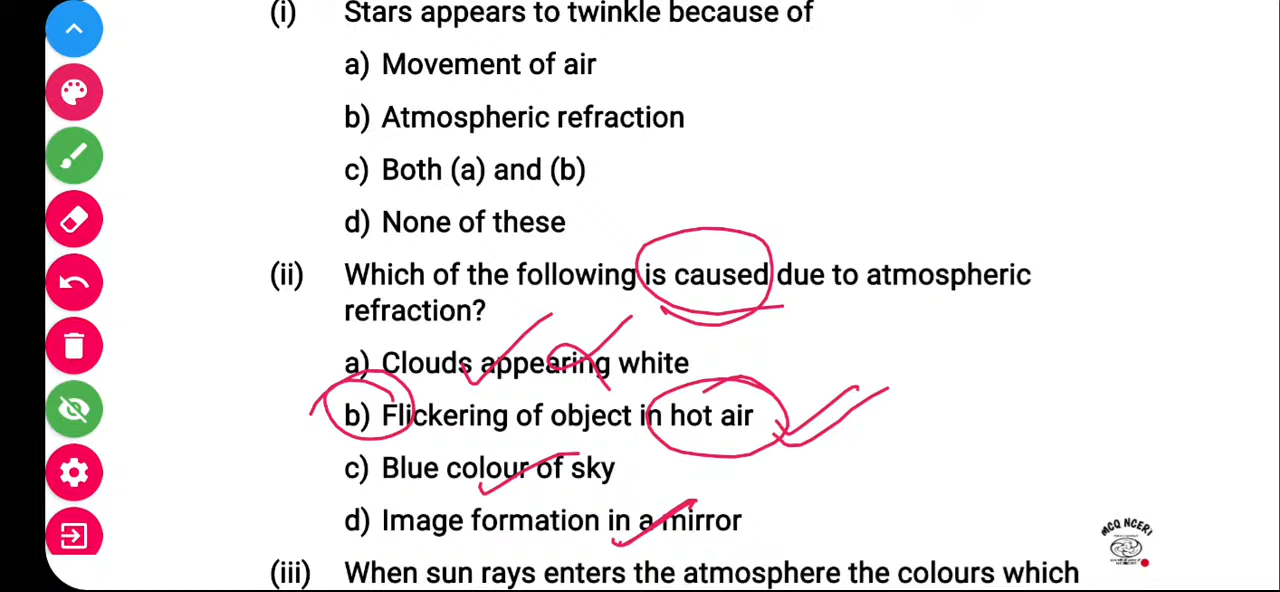 (i) Stars appears to twinkle because of
a) Movement of air
b) Atmospheric refraction
c) Both (a) and (b)
d) None of these
(ii) Which of the following is caused due to atmospheric
refraction?
a) Clouds appearing white
b) Flickering of object in hot air
c) Blue colour of sky
d) Image formation in a mirror
MCQ NCERT
(iii) When sun rays enters the atmosphere the colours which